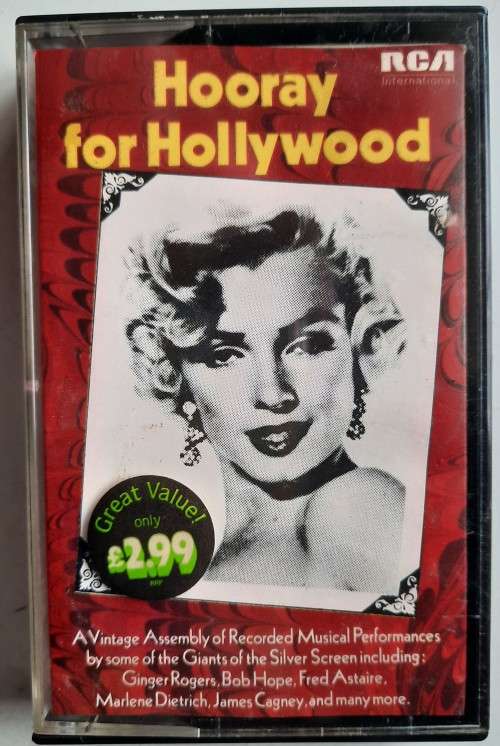 RCA
International
Hooray
for Hollywood
Great Value!
only
£2.99
RRP
A Vintage Assembly of Recorded Musical Performances
by some of the Giants of the Silver Screen including:
Ginger Rogers, Bob Hope, Fred Astaire,
Marlene Dietrich, James Cagney, and many more.